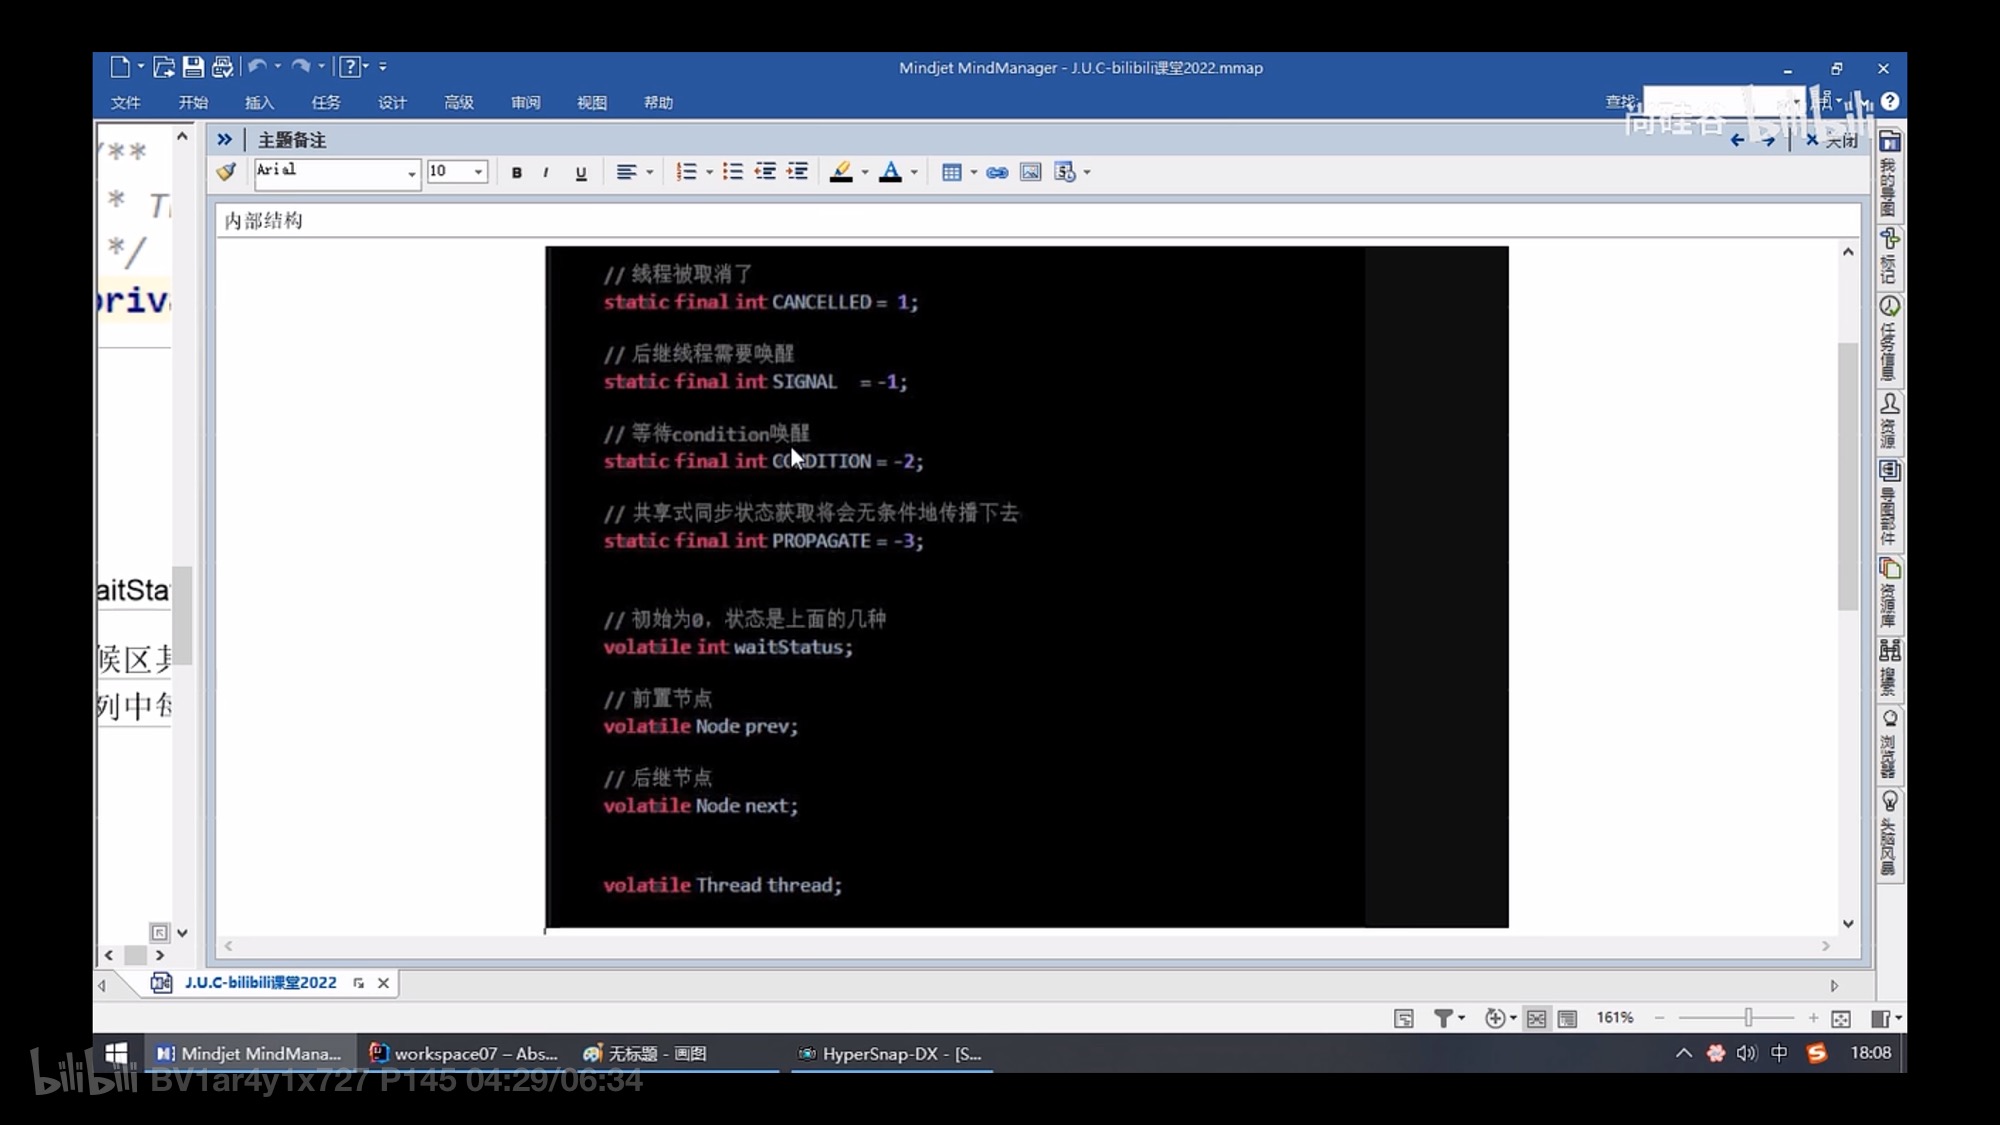 Mindjet MindManager - J.U.C-bilibili课堂2022.mmap
文件 开始 插入 任务 设计 高级 审阅 视图 帮助 查找:
尚硅谷 bilibili
主题备注 关闭
Arial 10 B I U
内部结构
/**
*/
aitSta
// 线程被取消了
static final int CANCELLED = 1;
// 后继线程需要唤醒
static final int SIGNAL = -1;
// 等待condition唤醒
static final int CONDITION = -2;
// 共享式同步状态获取将会无条件地传播下去
static final int PROPAGATE = -3;
// 初始为0，状态是上面的几种
volatile int waitStatus;
// 前置节点
volatile Node prev;
// 后继节点
volatile Node next;
volatile Thread thread;
我的导图
标记
任务信息
资源
导图部件
资源库
搜索
浏览器
头脑风暴
J.U.C-bilibili课堂2022
161%
Mindjet MindMana... workspace07 – Abs... 无标题 - 画图 HyperSnap-DX - [S... 中 18:08
bilibili BV1ar4y1x727 P145 04:29/06:34